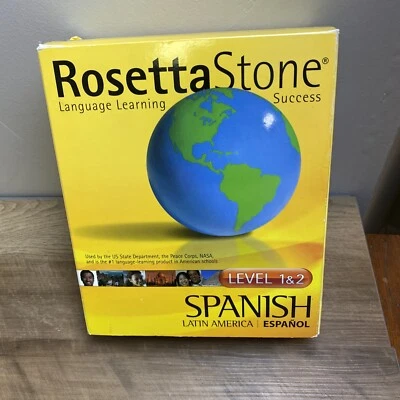 RosettaStone®
Language Learning Success
Used by the US State Department, the Peace Corps, NASA,
and is the #1 language-learning product in American schools
LEVEL 1&2
SPANISH
LATIN AMERICA | ESPAÑOL